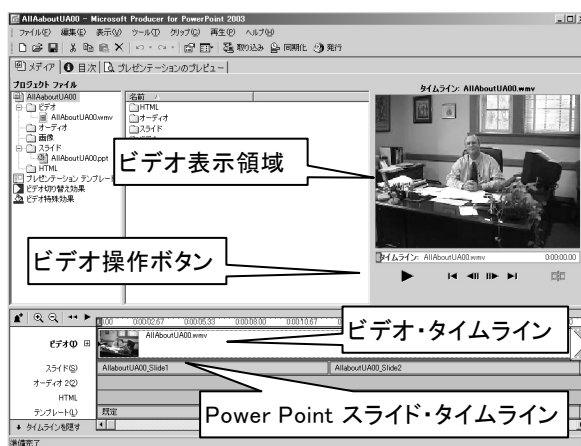 AllAaboutUA00 - Microsoft Producer for PowerPoint 2003
ファイル(F) 編集(E) 表示(V) ツール(T) クリップ(C) 再生(P) ヘルプ(H)
取り込み 同期化 発行
メディア 目次 プレゼンテーションのプレビュー
プロジェクト ファイル
名前
タイムライン: AllAboutUA00.wmv
AllAaboutUA00
ビデオ
AllAboutUA00.wmv
オーディオ
画像
スライド
AllAboutUA00.ppt
HTML
プレゼンテーション テンプレート
ビデオ切り替え効果
ビデオ特殊効果
HTML
オーディオ
スライド
ビデオ表示領域
ビデオ操作ボタン
タイムライン: AllAboutUA00.wmv 0:00:00.00
0:00:02.67 0:00:05.33 0:00:08.00 0:00:10.67
ビデオ・タイムライン
ビデオ(I)
AllAboutUA00.wmv
スライド(S)
AllaboutUA00_Slide1
AllaboutUA00_Slide2
オーディオ 2(2)
HTML
テンプレート(L)
既定
Power Point スライド・タイムライン
タイムラインを隠す
準備完了